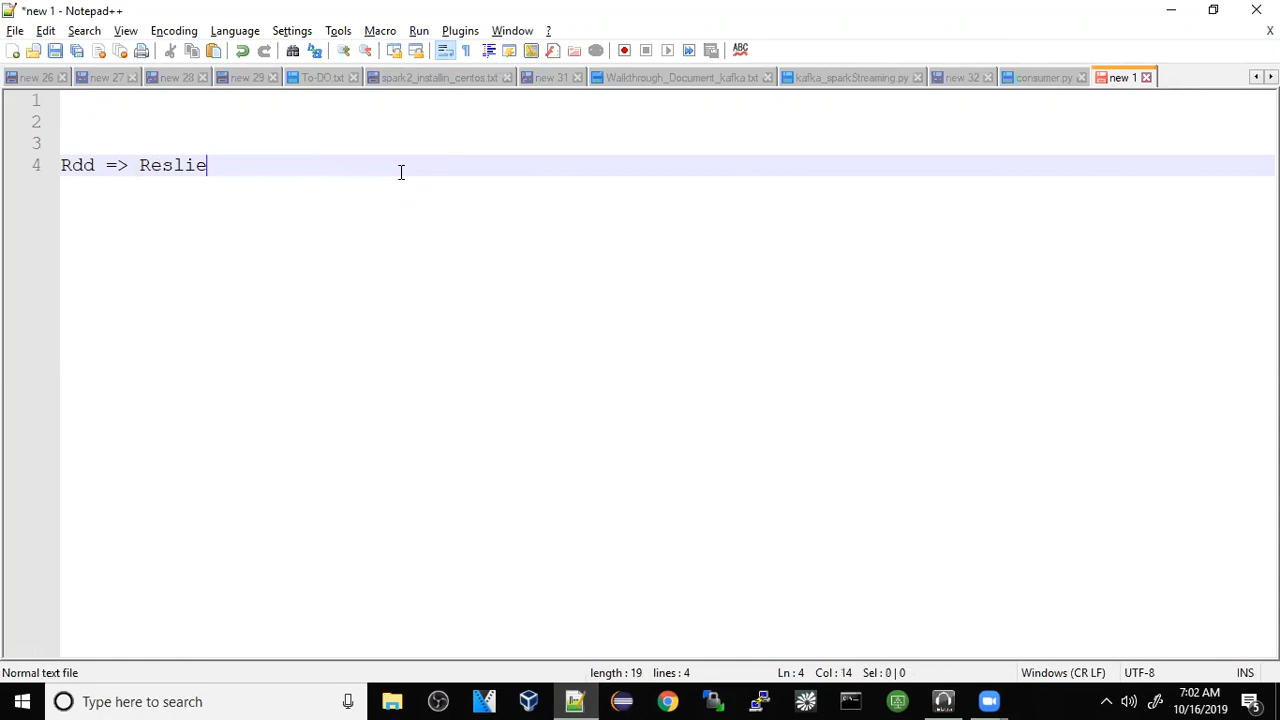 *new 1 - Notepad++
File Edit Search View Encoding Language Settings Tools Macro Run Plugins Window ? X
ABC
new 26 new 27 new 28 new 29 To-DO.txt spark2_installin_centos.txt new 31 Walkthrough_Document_kafka.txt kafka_sparkStreaming.py new 32 consumer.py new 1
1
2
3
4 Rdd => Reslie
Normal text file length : 19 lines : 4 Ln : 4 Col : 14 Sel : 0 | 0 Windows (CR LF) UTF-8 INS
Type here to search 7:02 AM
10/16/2019 5